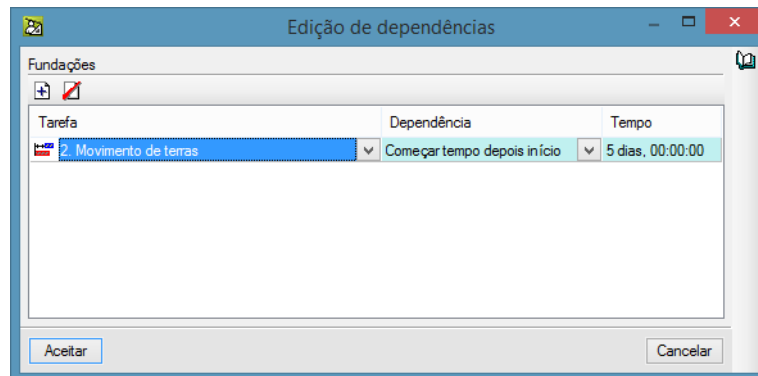 Edição de dependências
Fundações
Tarefa Dependência Tempo
2. Movimento de terras Começar tempo depois início 5 dias, 00:00:00
Aceitar Cancelar